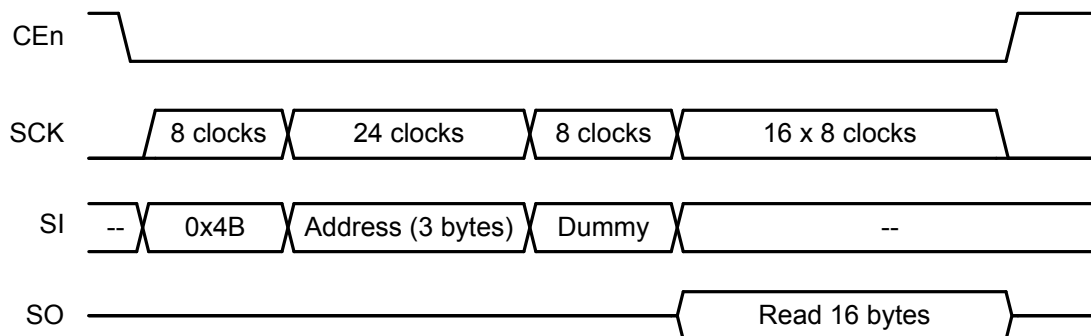 CEn
SCK 8 clocks 24 clocks 8 clocks 16 x 8 clocks
SI -- 0x4B Address (3 bytes) Dummy --
SO Read 16 bytes